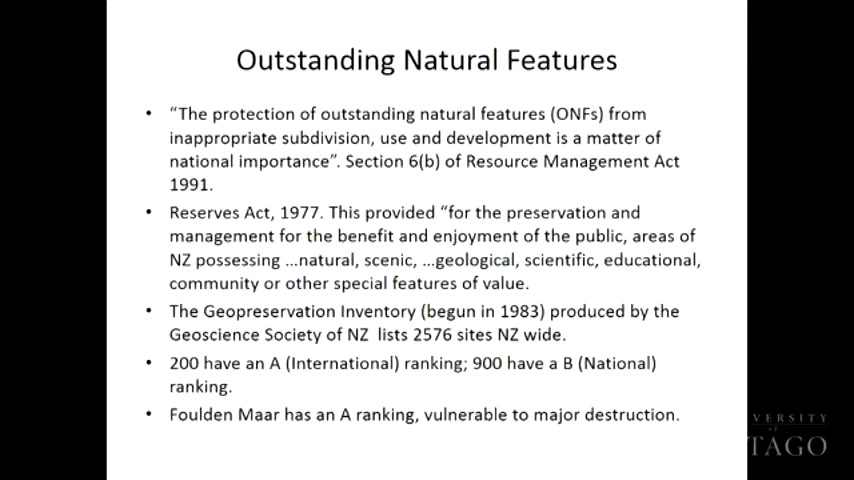 Outstanding Natural Features
• “The protection of outstanding natural features (ONFs) from
inappropriate subdivision, use and development is a matter of
national importance”. Section 6(b) of Resource Management Act
1991.
• Reserves Act, 1977. This provided “for the preservation and
management for the benefit and enjoyment of the public, areas of
NZ possessing ...natural, scenic, ...geological, scientific, educational,
community or other special features of value.
• The Geopreservation Inventory (begun in 1983) produced by the
Geoscience Society of NZ  lists 2576 sites NZ wide.
• 200 have an A (International) ranking; 900 have a B (National)
ranking.
• Foulden Maar has an A ranking, vulnerable to major destruction.
VERSITY
of
TAGO